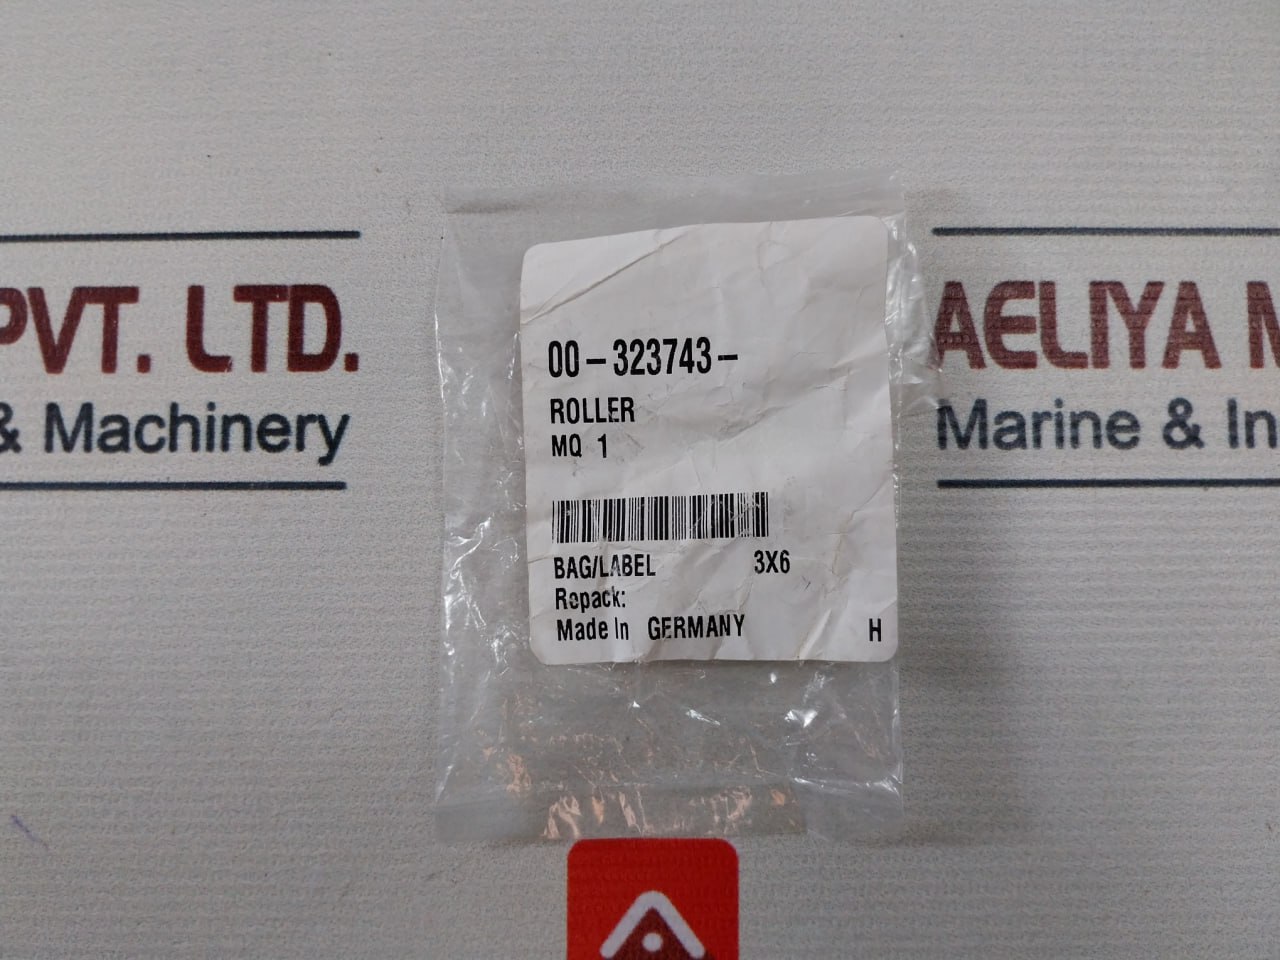 PVT. LTD.
& Machinery
00-323743-
ROLLER
MQ 1
BAG/LABEL 3X6
Repack:
Made In GERMANY H
AELIYA M
Marine & In